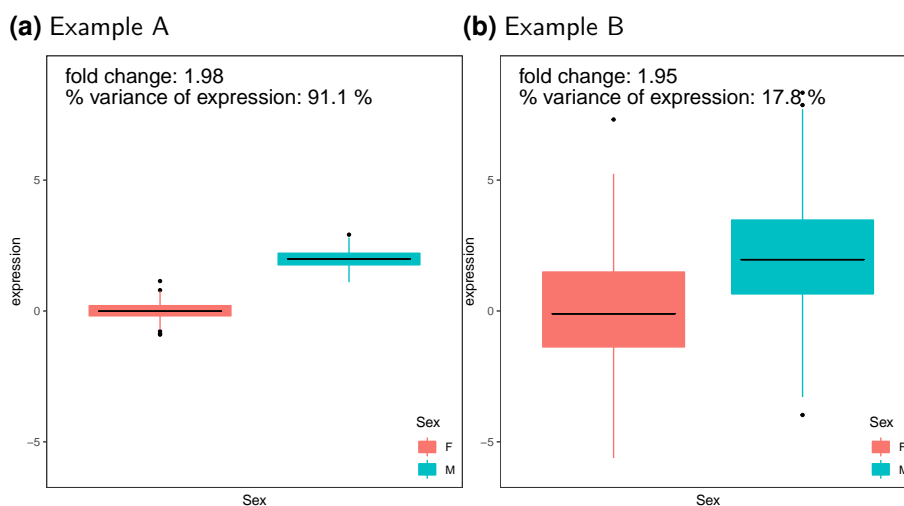 (a) Example A
fold change: 1.98
% variance of expression: 91.1 %
5
0
−5
expression
Sex
F
M
Sex
(b) Example B
fold change: 1.95
% variance of expression: 17.8 %
5
0
−5
expression
Sex
F
M
Sex